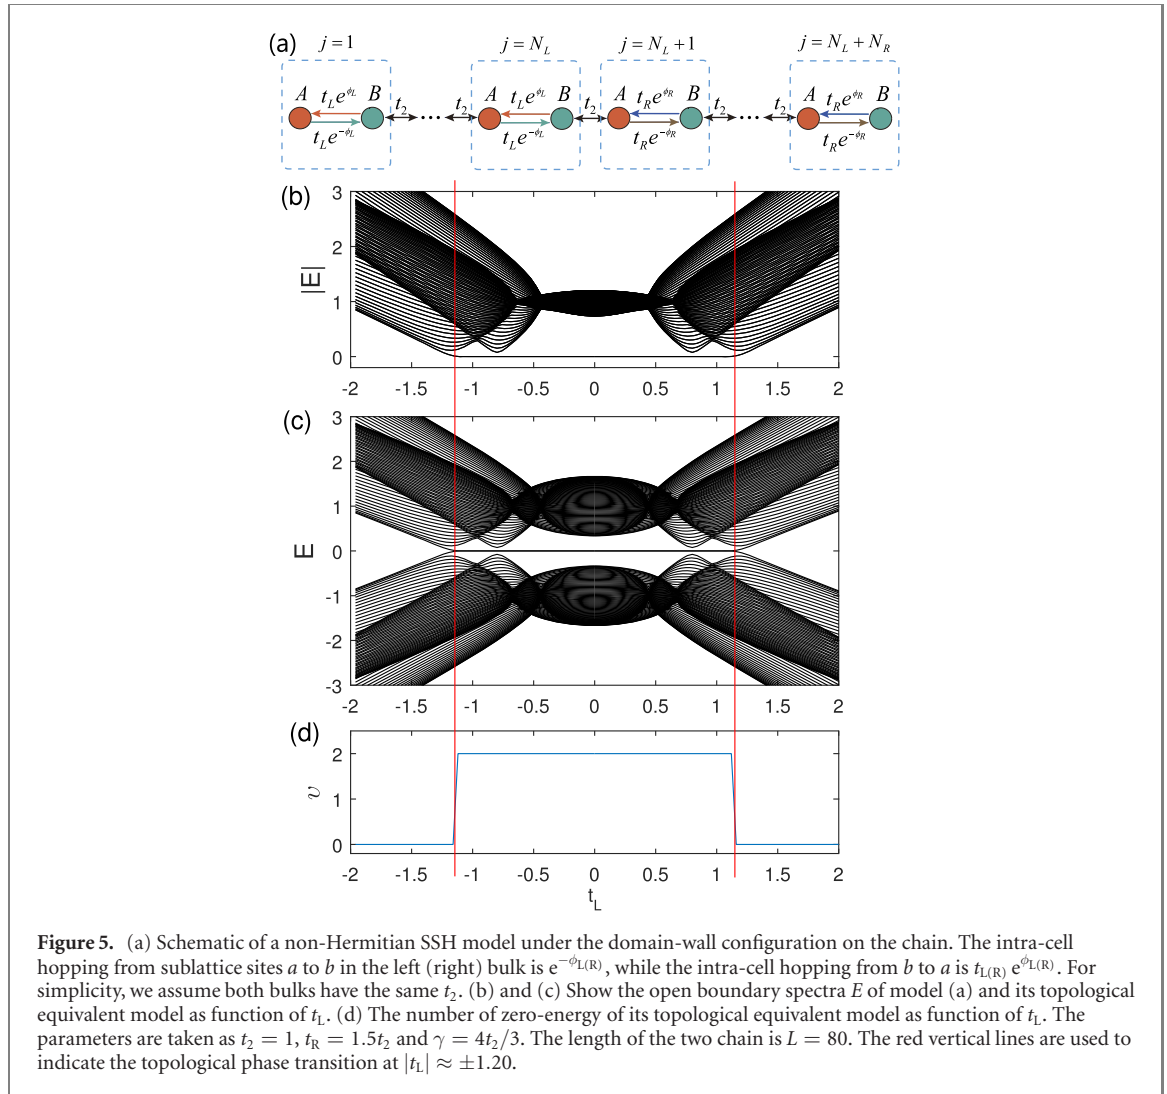 (a) j = 1 j = N_L j = N_L + 1 j = N_L + N_R
A t_L e^{ϕ_L} B t_2 ··· t_2 A t_L e^{ϕ_L} B t_2 A t_R e^{ϕ_R} B t_2 ··· t_2 A t_R e^{ϕ_R} B
t_L e^{-ϕ_L} t_L e^{-ϕ_L} t_R e^{-ϕ_R} t_R e^{-ϕ_R}
(b)
3
2
1
0
|E|
-2 -1.5 -1 -0.5 0 0.5 1 1.5 2
(c)
3
2
1
0
-1
-2
-3
E
-2 -1.5 -1 -0.5 0 0.5 1 1.5 2
(d)
2
1
0
υ
-2 -1.5 -1 -0.5 0 0.5 1 1.5 2
t_L
Figure 5. (a) Schematic of a non-Hermitian SSH model under the domain-wall configuration on the chain. The intra-cell
hopping from sublattice sites a to b in the left (right) bulk is e^{−ϕ_{L(R)}}, while the intra-cell hopping from b to a is t_{L(R)} e^{ϕ_{L(R)}}. For
simplicity, we assume both bulks have the same t_2. (b) and (c) Show the open boundary spectra E of model (a) and its topological
equivalent model as function of t_L. (d) The number of zero-energy of its topological equivalent model as function of t_L. The
parameters are taken as t_2 = 1, t_R = 1.5t_2 and γ = 4t_2/3. The length of the two chain is L = 80. The red vertical lines are used to
indicate the topological phase transition at |t_L| ≈ ±1.20.